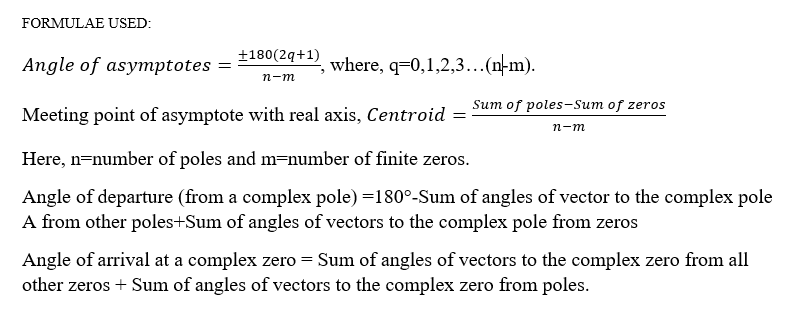 FORMULAE USED:
Angle of asymptotes = ±180(2q+1)/n−m, where, q=0,1,2,3…(n-m).
Meeting point of asymptote with real axis, Centroid = Sum of poles−Sum of zeros/n−m
Here, n=number of poles and m=number of finite zeros.
Angle of departure (from a complex pole) =180°-Sum of angles of vector to the complex pole
A from other poles+Sum of angles of vectors to the complex pole from zeros
Angle of arrival at a complex zero = Sum of angles of vectors to the complex zero from all
other zeros + Sum of angles of vectors to the complex zero from poles.